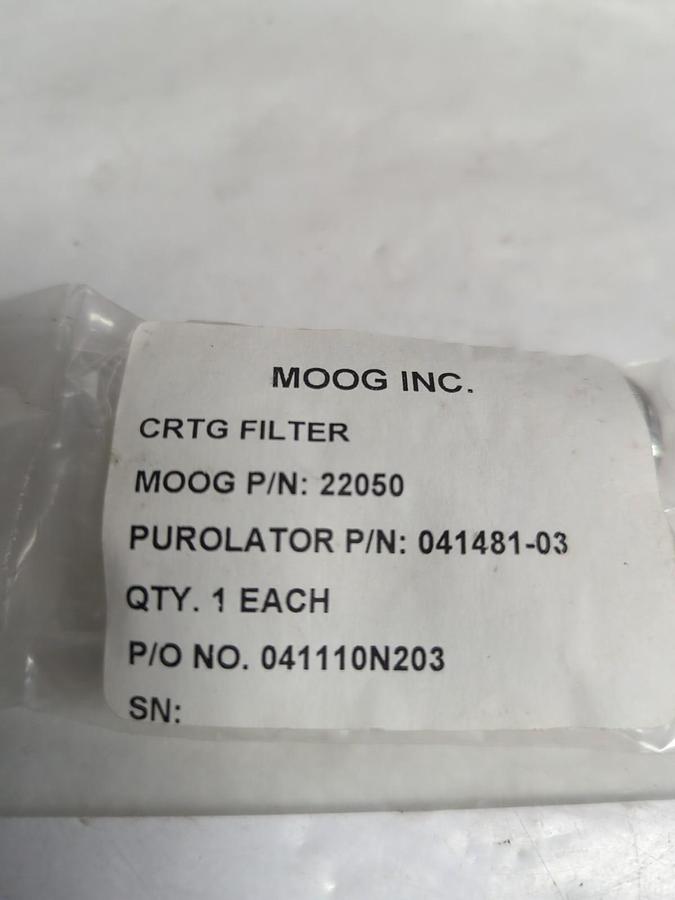 MOOG INC.
CRTG FILTER
MOOG P/N: 22050
PUROLATOR P/N: 041481-03
QTY. 1 EACH
P/O NO. 041110N203
SN: